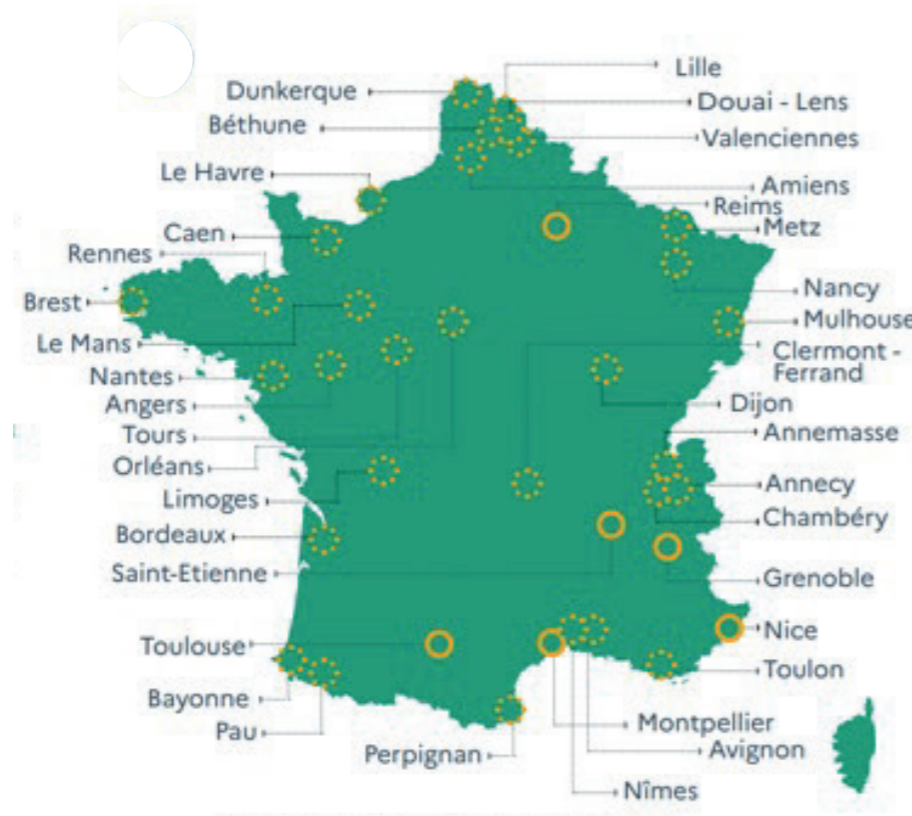 Lille
Dunkerque
Douai - Lens
Béthune
Valenciennes
Le Havre
Amiens
Reims
Caen
Metz
Rennes
Nancy
Brest
Mulhouse
Le Mans
Clermont -
Ferrand
Nantes
Angers
Dijon
Tours
Annemasse
Orléans
Annecy
Limoges
Chambéry
Bordeaux
Saint-Etienne
Grenoble
Nice
Toulouse
Toulon
Bayonne
Montpellier
Pau
Avignon
Perpignan
Nîmes